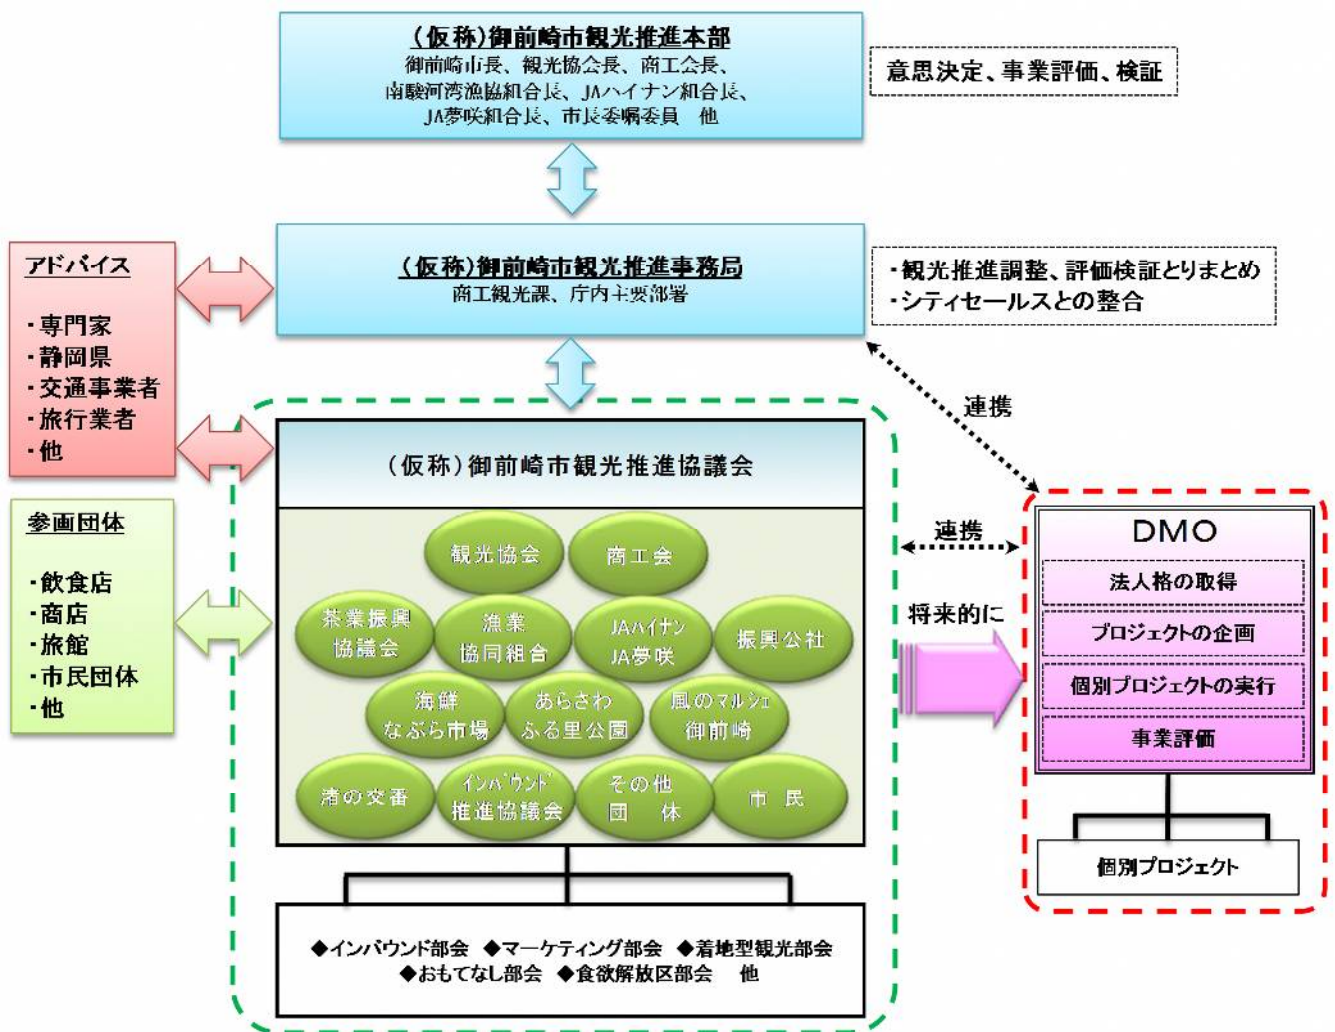 (仮称)御前崎市観光推進本部
御前崎市長、観光協会長、商工会長、
南駿河湾漁協組合長、JAハイナン組合長、
JA夢咲組合長、市長委嘱委員　他
意思決定、事業評価、検証
(仮称)御前崎市観光推進事務局
商工観光課、庁内主要部署
・観光推進調整、評価検証とりまとめ
・シティセールスとの整合
アドバイス
・専門家
・静岡県
・交通事業者
・旅行業者
・他
参画団体
・飲食店
・商店
・旅館
・市民団体
・他
(仮称)御前崎市観光推進協議会
観光協会
商工会
茶業振興
協議会
漁業
協同組合
JAハイナン
JA夢咲
振興公社
海鮮
なぶら市場
あらさわ
ふる里公園
風のマルシェ
御前崎
渚の交番
インバウンド
推進協議会
その他
団　体
市 民
◆インバウンド部会 ◆マーケティング部会 ◆着地型観光部会
◆おもてなし部会 ◆食欲解放区部会　他
連携
連携
将来的に
DMO
法人格の取得
プロジェクトの企画
個別プロジェクトの実行
事業評価
個別プロジェクト